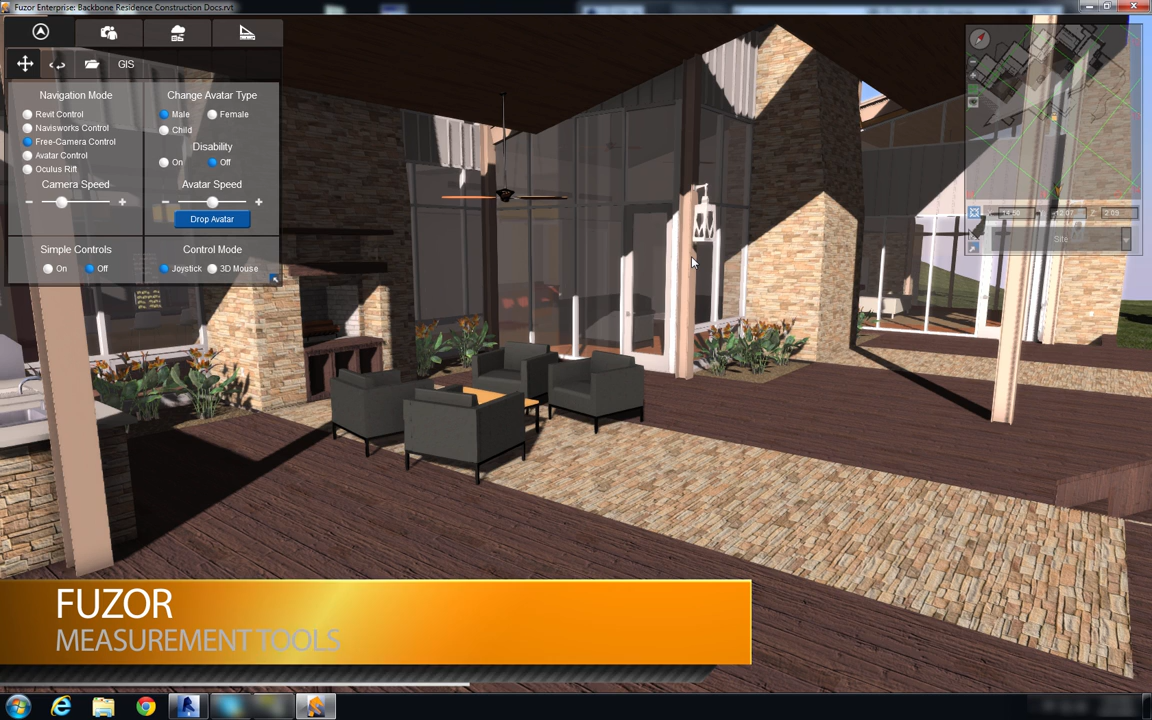 Fuzor Enterprise: Backbone Residence Construction Docs.rvt
GIS
Navigation Mode
Revit Control
Navisworks Control
Free-Camera Control
Avatar Control
Oculus Rift
Camera Speed
Change Avatar Type
Male
Female
Child
Disability
On
Off
Avatar Speed
Drop Avatar
Simple Controls
On
Off
Control Mode
Joystick
3D Mouse
Site
FUZOR
MEASUREMENT TOOLS